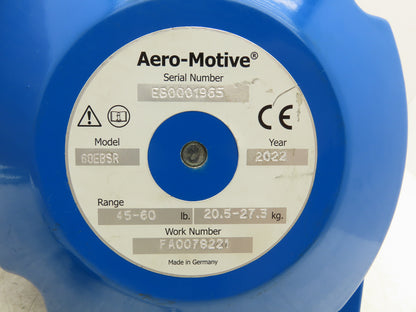 Aero-Motive®
Serial Number
ES0001965
CE
Model
60EBSR
Year
2022
Range
45-60 lb. 20.5-27.3 kg.
Work Number
FA0076221
Made in Germany